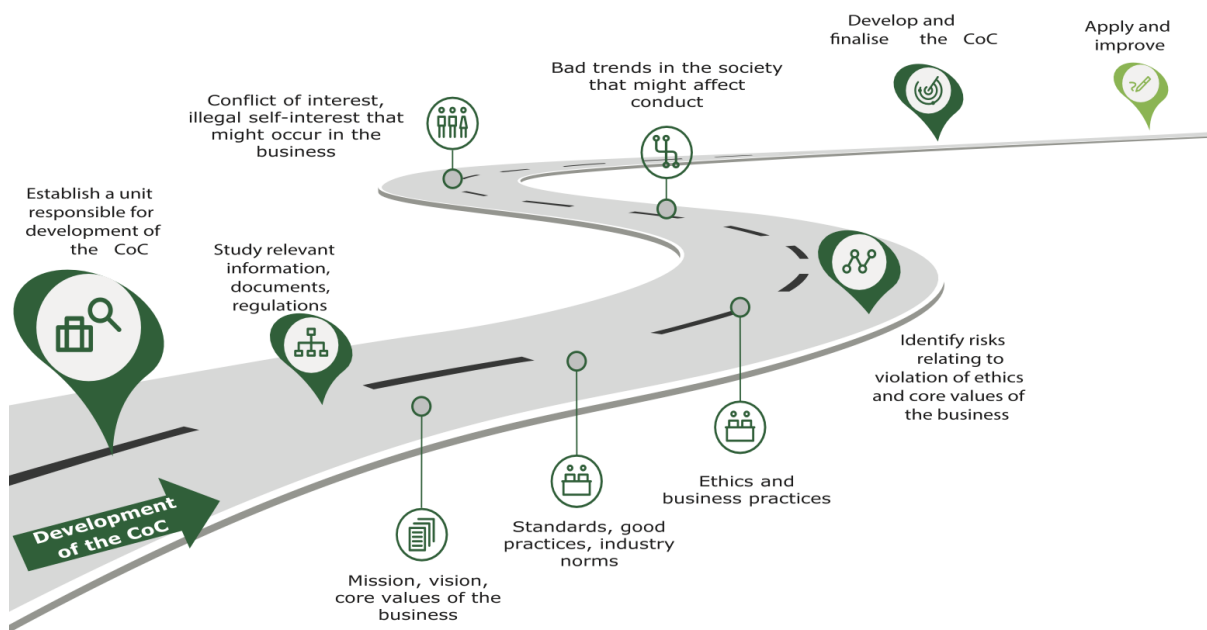 Establish a unit
responsible for
development of
the CoC
Study relevant
information,
documents,
regulations
Conflict of interest,
illegal self-interest that
might occur in the
business
Bad trends in the society
that might affect
conduct
Develop and
finalise the CoC
Apply and
improve
Identify risks
relating to
violation of ethics
and core values of
the business
Ethics and
business practices
Standards, good
practices, industry
norms
Mission, vision,
core values of the
business
Development
of the CoC